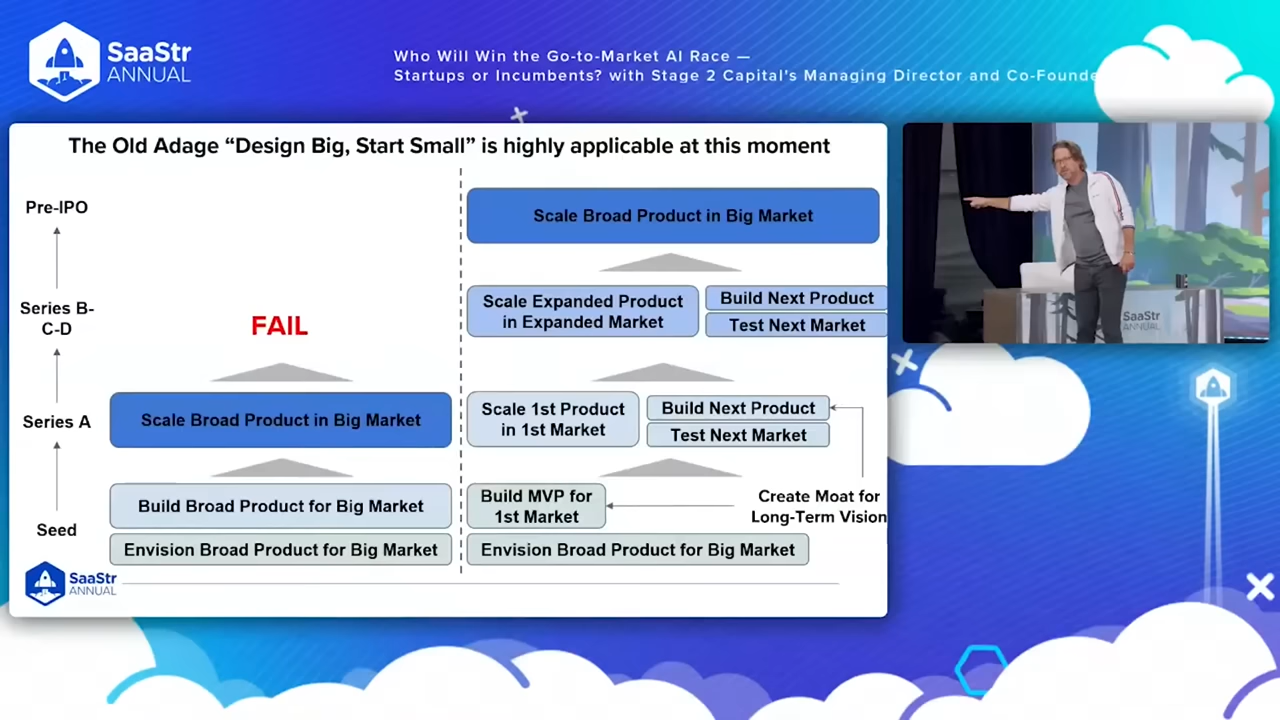 SaaStr
ANNUAL
Who Will Win the Go-to-Market AI Race —
Startups or Incumbents? with Stage 2 Capital's Managing Director and Co-Founde
The Old Adage “Design Big, Start Small” is highly applicable at this moment
Pre-IPO
Scale Broad Product in Big Market
Series B-
C-D
FAIL
Scale Expanded Product
in Expanded Market
Build Next Product
Test Next Market
Series A
Scale Broad Product in Big Market
Scale 1st Product
in 1st Market
Build Next Product
Test Next Market
Seed
Build Broad Product for Big Market
Envision Broad Product for Big Market
Build MVP for
1st Market
Create Moat for
Long-Term Vision
Envision Broad Product for Big Market
SaaStr
ANNUAL
SaaStr
ANNUAL